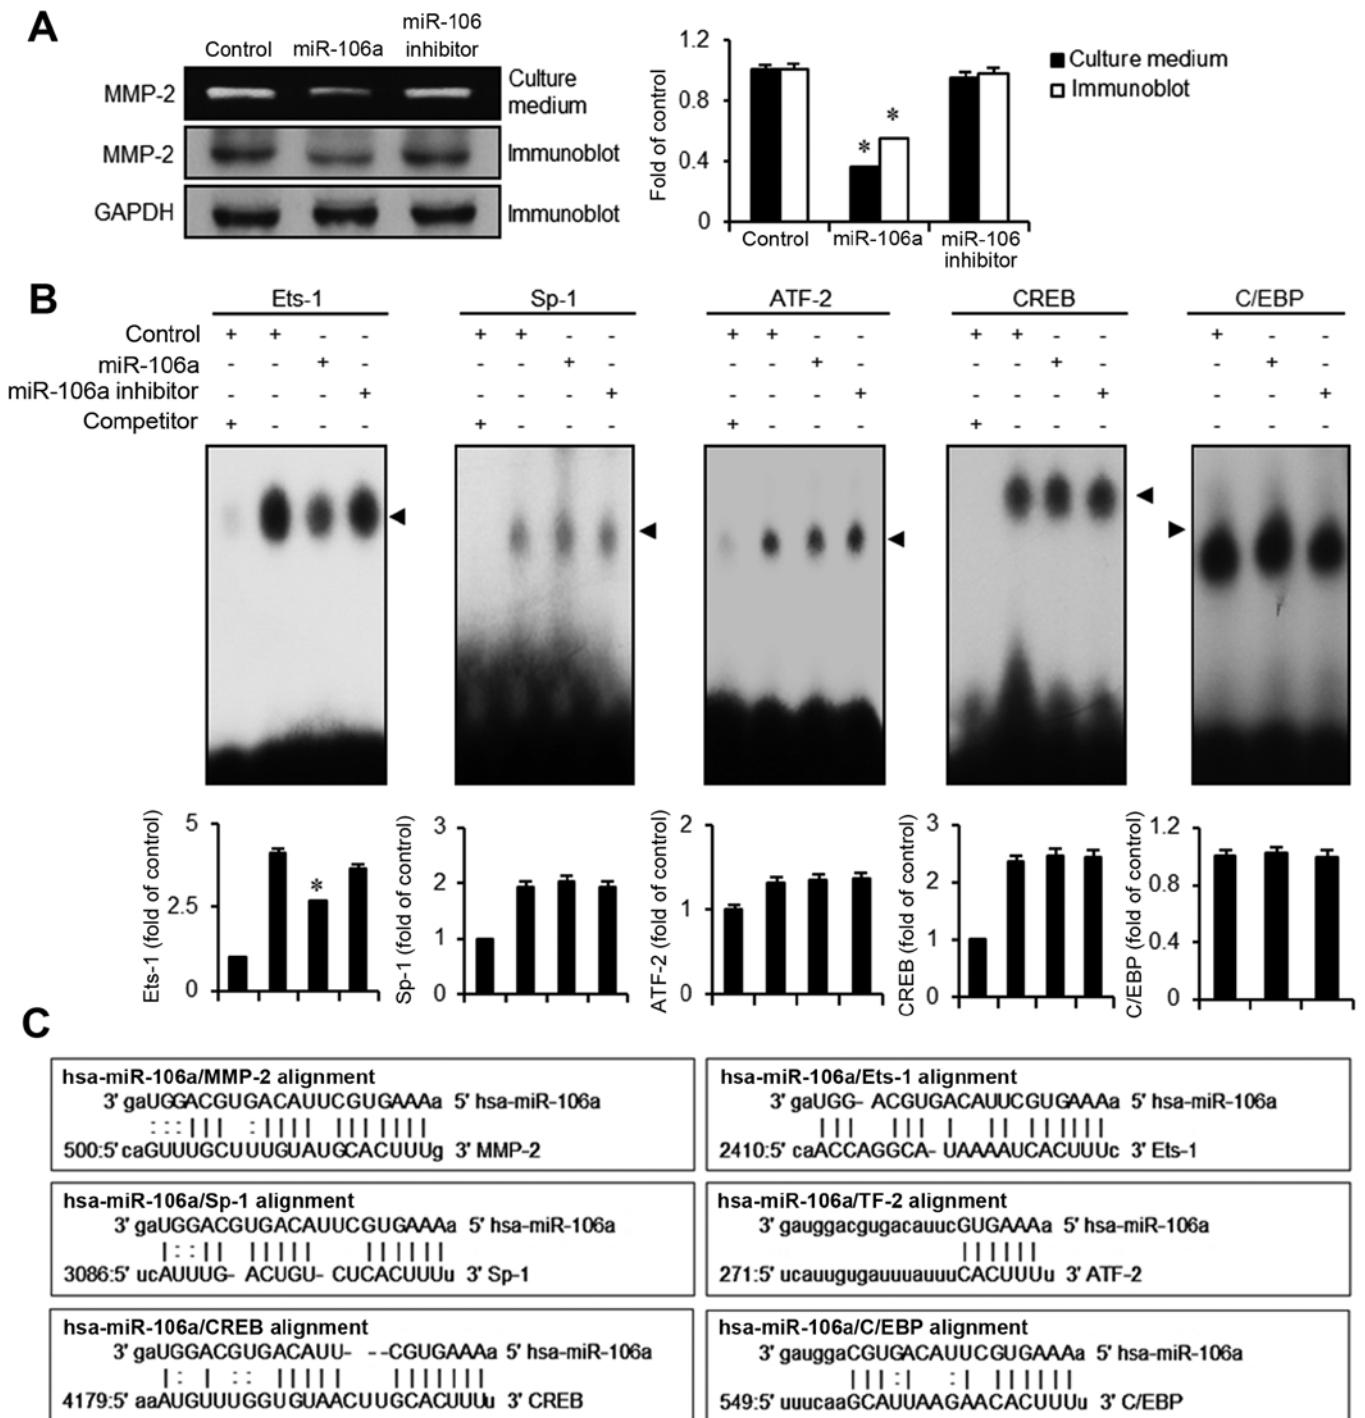 A
Control miR-106a miR-106 inhibitor
MMP-2 Culture medium
MMP-2 Immunoblot
GAPDH Immunoblot
Fold of control
1.2
0.8
0.4
0
* *
Control miR-106a miR-106 inhibitor
Culture medium
Immunoblot
B
Ets-1 Sp-1 ATF-2 CREB C/EBP
Control + + - - + + - - + + - - + + - - + - -
miR-106a - - + - - - + - - - + - - - + - - + -
miR-106a inhibitor - - - + - - - + - - - + - - - + - - +
Competitor + - - - + - - - + - - - + - - - - - -
Ets-1 (fold of control)
5
2.5
0
*
Sp-1 (fold of control)
3
2
1
0
ATF-2 (fold of control)
2
1
0
CREB (fold of control)
3
2
1
0
C/EBP (fold of control)
1.2
0.8
0.4
0
C
hsa-miR-106a/MMP-2 alignment
3' gaUGGACGUGACAUUCGUGAAAa 5' hsa-miR-106a
500:5' caGUUUGCUUUGUAUGCACUUUg 3' MMP-2
hsa-miR-106a/Ets-1 alignment
3' gaUGG- ACGUGACAUUCGUGAAAa 5' hsa-miR-106a
2410:5' caACCAGGCA- UAAAAUCACUUUc 3' Ets-1
hsa-miR-106a/Sp-1 alignment
3' gaUGGACGUGACAUUCGUGAAAa 5' hsa-miR-106a
3086:5' ucAUUUG- ACUGU- CUCACUUUu 3' Sp-1
hsa-miR-106a/TF-2 alignment
3' gauggacgugacauucGUGAAAa 5' hsa-miR-106a
271:5' ucauugugauuuauuuCACUUUu 3' ATF-2
hsa-miR-106a/CREB alignment
3' gaUGGACGUGACAUU- --CGUGAAAa 5' hsa-miR-106a
4179:5' aaAUGUUUGGUGUAACUUGCACUUUu 3' CREB
hsa-miR-106a/C/EBP alignment
3' gauggaCGUGACAUUCGUGAAAa 5' hsa-miR-106a
549:5' uuucaaGCAUUAAGAACACUUUu 3' C/EBP